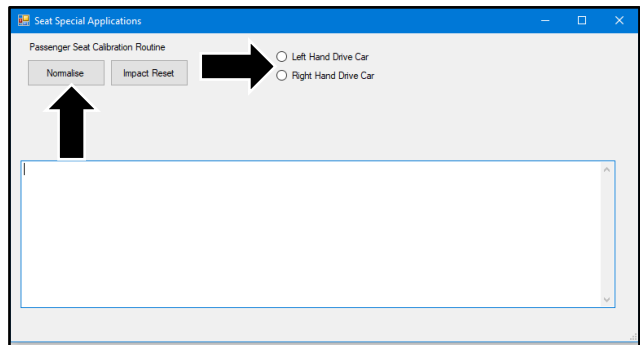 Seat Special Applications
Passenger Seat Calibration Routine
Normalise
Impact Reset
Left Hand Drive Car
Right Hand Drive Car